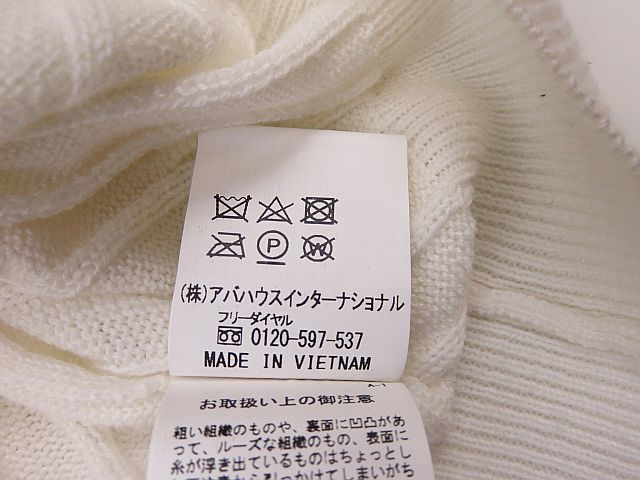 P
W
(株)アバハウスインターナショナル
フリーダイヤル
0120-597-537
MADE IN VIETNAM
A-1
お取扱い上の御注意
粗い組織のものや、裏面に凹凸があ
って、ルーズな組織のもの、表面に
糸が浮き出ているものはちょっとし